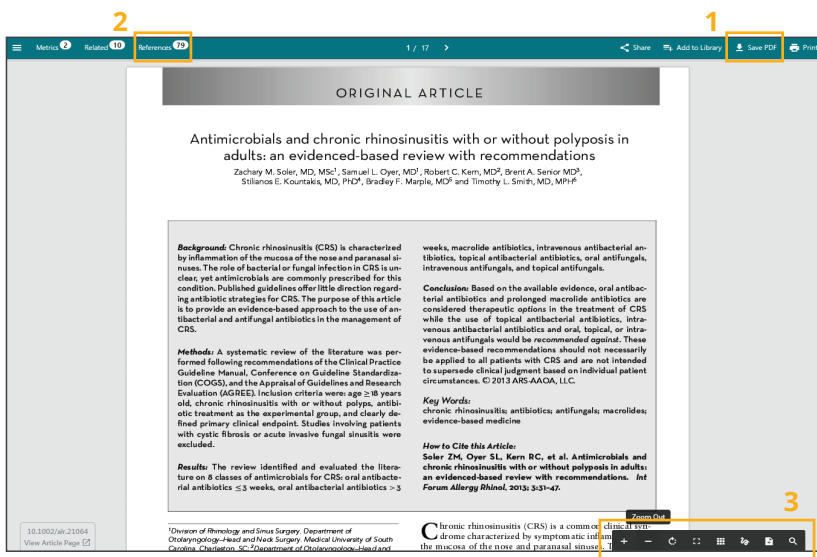 2
1
Metrics 2 Related 10 References 79 1 / 17 > Share Add to Library Save PDF Print
ORIGINAL ARTICLE
Antimicrobials and chronic rhinosinusitis with or without polyposis in
adults: an evidenced-based review with recommendations
Zachary M. Soler, MD, MSc1, Samuel L. Oyer, MD1, Robert C. Kern, MD2, Brent A. Senior MD3,
Stilianos E. Kountakis, MD, PhD4, Bradley F. Marple, MD5 and Timothy L. Smith, MD, MPH6
Background: Chronic rhinosinusitis (CRS) is characterized
by inflammation of the mucosa of the nose and paranasal si-
nuses. The role of bacterial or fungal infection in CRS is un-
clear, yet antimicrobials are commonly prescribed for this
condition. Published guidelines offer little direction regard-
ing antibiotic strategies for CRS. The purpose of this article
is to provide an evidence-based approach to the use of an-
tibacterial and antifungal antibiotics in the management of
CRS.
Methods: A systematic review of the literature was per-
formed following recommendations of the Clinical Practice
Guideline Manual, Conference on Guideline Standardiza-
tion (COGS), and the Appraisal of Guidelines and Research
Evaluation (AGREE). Inclusion criteria were: age ≥18 years
old, chronic rhinosinusitis with or without polyps, antibi-
otic treatment as the experimental group, and clearly de-
fined primary clinical endpoint. Studies involving patients
with cystic fibrosis or acute invasive fungal sinusitis were
excluded.
Results: The review identified and evaluated the litera-
ture on 8 classes of antimicrobials for CRS: oral antibacte-
rial antibiotics ≤3 weeks, oral antibacterial antibiotics >3
weeks, macrolide antibiotics, intravenous antibacterial an-
tibiotics, topical antibacterial antibiotics, oral antifungals,
intravenous antifungals, and topical antifungals.
Conclusion: Based on the available evidence, oral antibac-
terial antibiotics and prolonged macrolide antibiotics are
considered therapeutic options in the treatment of CRS
while the use of topical antibacterial antibiotics, intra-
venous antibacterial antibiotics and oral, topical, or intra-
venous antifungals would be recommended against. These
evidence-based recommendations should not necessarily
be applied to all patients with CRS and are not intended
to supersede clinical judgment based on individual patient
circumstances. © 2013 ARS-AAOA, LLC.
Key Words:
chronic rhinosinusitis; antibiotics; antifungals; macrolides;
evidence-based medicine
How to Cite this Article:
Soler ZM, Oyer SL, Kern RC, et al. Antimicrobials and
chronic rhinosinusitis with or without polyposis in adults:
an evidenced-based review with recommendations. Int
Forum Allergy Rhinol, 2013; 3:31–47.
3
Zoom Out
10.1002/alr.21064
View Article Page
1Division of Rhinology and Sinus Surgery, Department of
Otolaryngology–Head and Neck Surgery, Medical University of South
Carolina, Charleston, SC; 2Department of Otolaryngology–Head and
Chronic rhinosinusitis (CRS) is a common clinical syn-
drome characterized by symptomatic
the mucosa of the nose and paranasal sinuses.